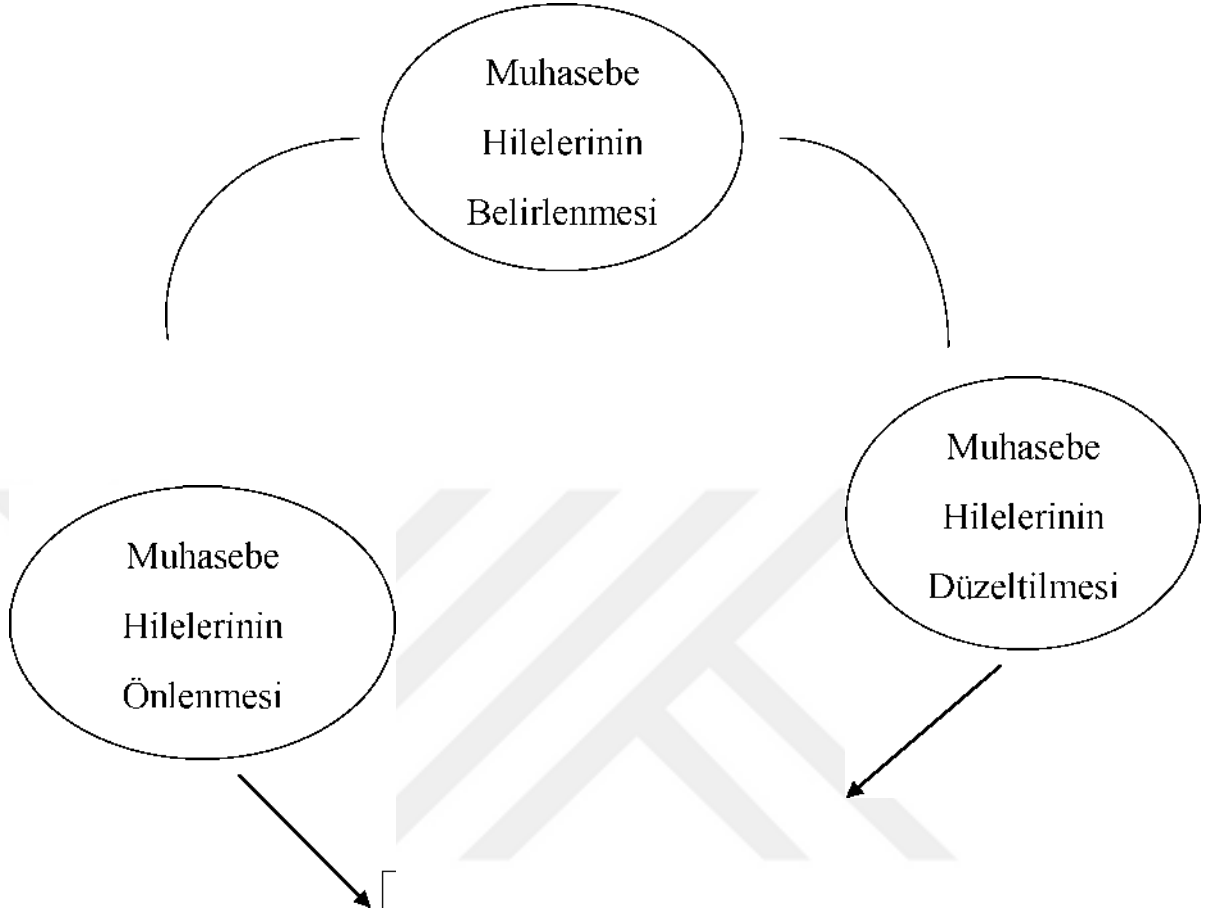 Muhasebe
Hilelerinin
Belirlenmesi
Muhasebe
Hilelerinin
Düzeltilmesi
Muhasebe
Hilelerinin
Önlenmesi